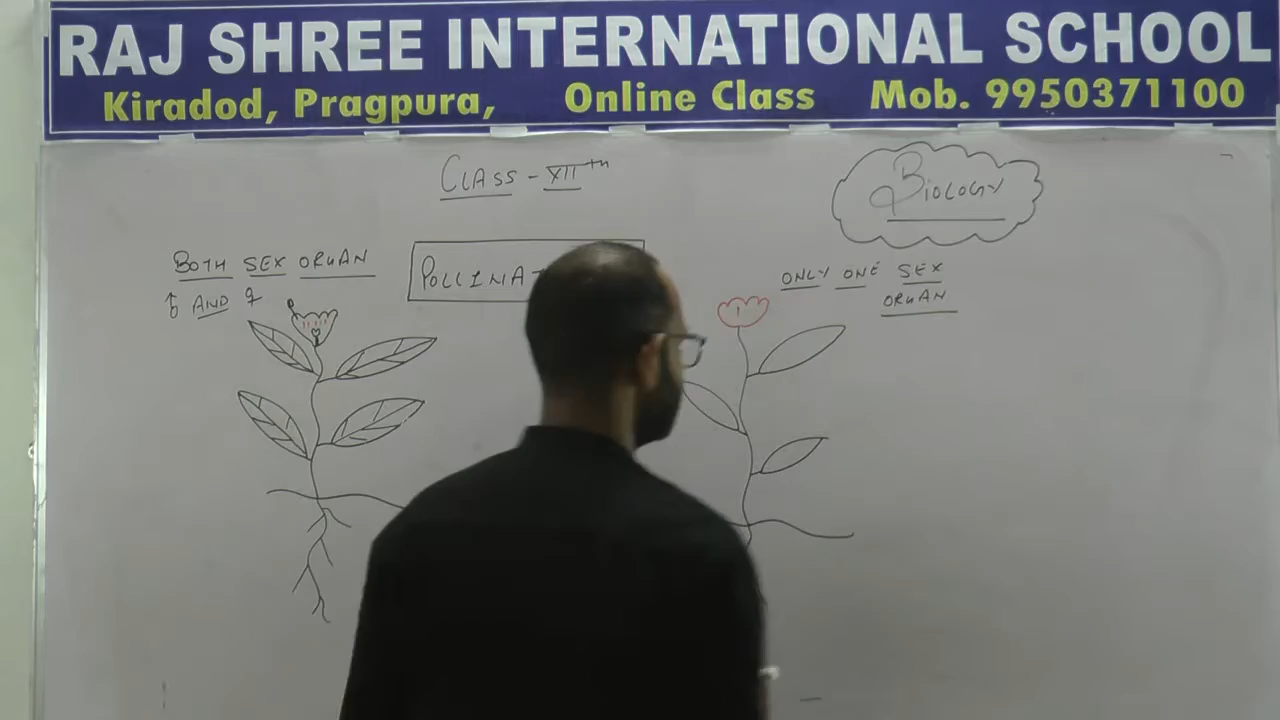 RAJ SHREE INTERNATIONAL SCHOOL
Kiradod, Pragpura, Online Class Mob. 9950371100
CLASS - XIIth
BIOLOGY
BOTH SEX ORGAN
♂ AND ♀
POLLINAT
ONLY ONE SEX
ORGAN